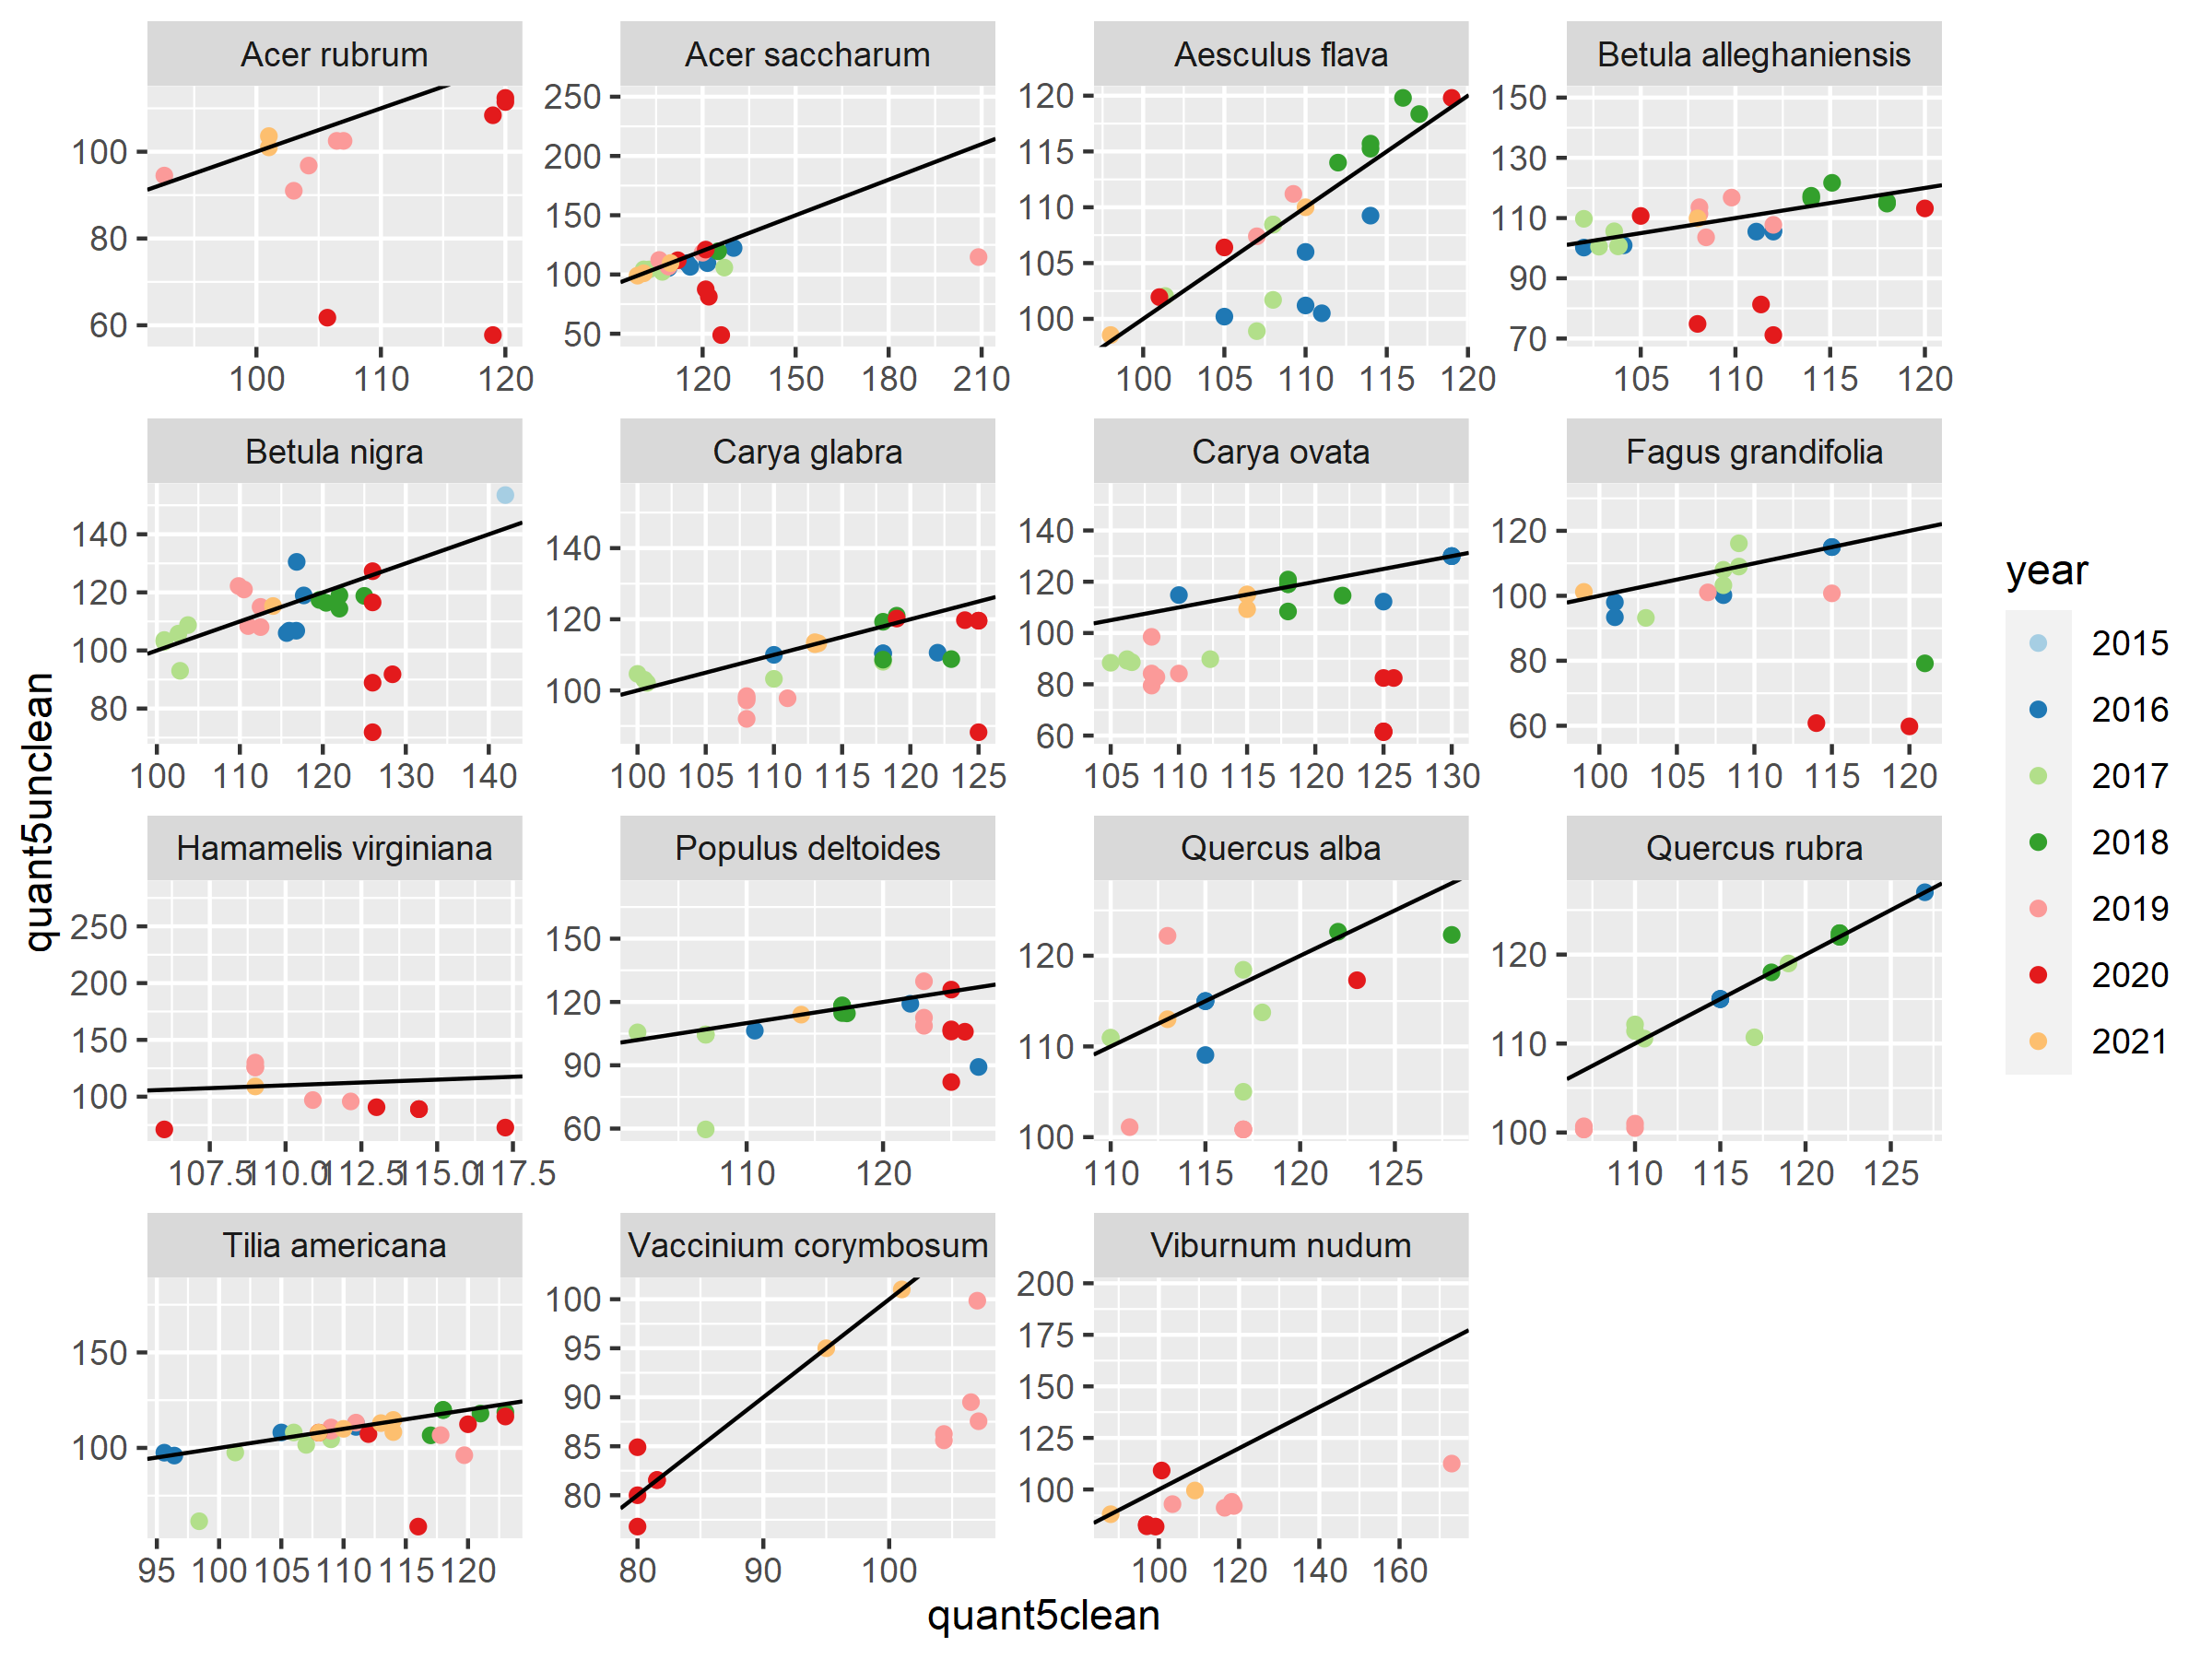 Acer rubrum
Acer saccharum
Aesculus flava
Betula alleghaniensis
100
80
60
100 110 120
250
200
150
100
50
120 150 180 210
120
115
110
105
100
100 105 110 115 120
150
130
110
90
70
105 110 115 120
Betula nigra
Carya glabra
Carya ovata
Fagus grandifolia
140
120
100
80
100 110 120 130 140
140
120
100
100 105 110 115 120 125
140
120
100
80
60
105 110 115 120 125 130
120
100
80
60
100 105 110 115 120
Hamamelis virginiana
Populus deltoides
Quercus alba
Quercus rubra
250
200
150
100
107.5 110.0 112.5 115.0 117.5
150
120
90
60
110 120
120
110
100
110 115 120 125
120
110
100
110 115 120 125
Tilia americana
Vaccinium corymbosum
Viburnum nudum
150
100
95 100 105 110 115 120
100
95
90
85
80
80 90 100
200
175
150
125
100
100 120 140 160
quant5clean
quant5unclean
year
2015
2016
2017
2018
2019
2020
2021